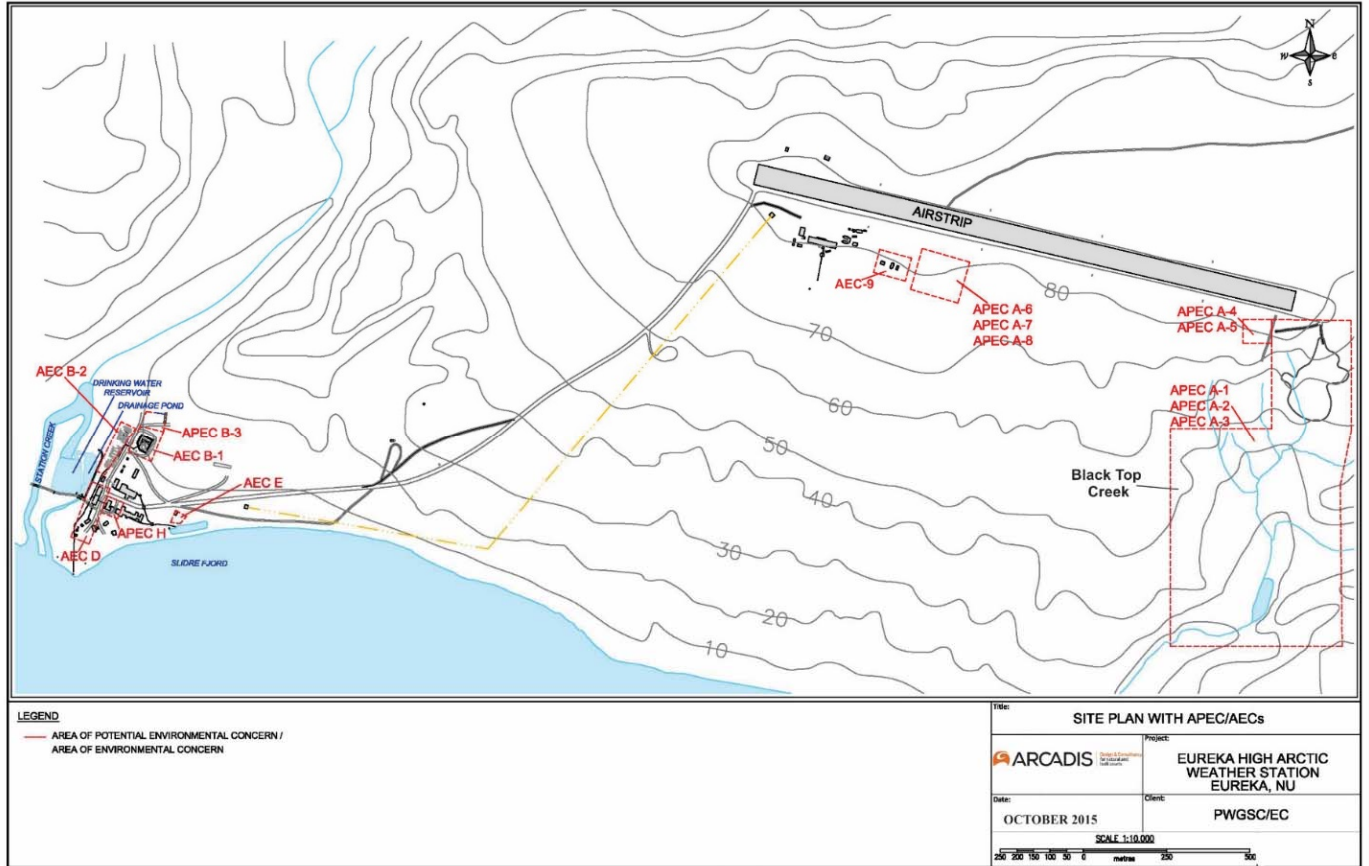 N
W
e
s
AIRSTRIP
80
AEC-9
APEC A-6
APEC A-7
APEC A-8
APEC A-4
APEC A-5
70
60
50
40
30
20
10
AEC B-2
DRINKING WATER
RESERVOIR
DRAINAGE POND
STATION CREEK
APEC B-3
AEC B-1
AEC E
APEC H
AEC D
SLIDRE FJORD
APEC A-1
APEC A-2
APEC A-3
Black Top
Creek
LEGEND
AREA OF POTENTIAL ENVIRONMENTAL CONCERN /
AREA OF ENVIRONMENTAL CONCERN
Title:
SITE PLAN WITH APEC/AECs
ARCADIS
Project:
EUREKA HIGH ARCTIC
WEATHER STATION
EUREKA, NU
Date:
OCTOBER 2015
Client:
PWGSC/EC
SCALE 1:10,000
250 200 150 100 50 0 metres 250 500